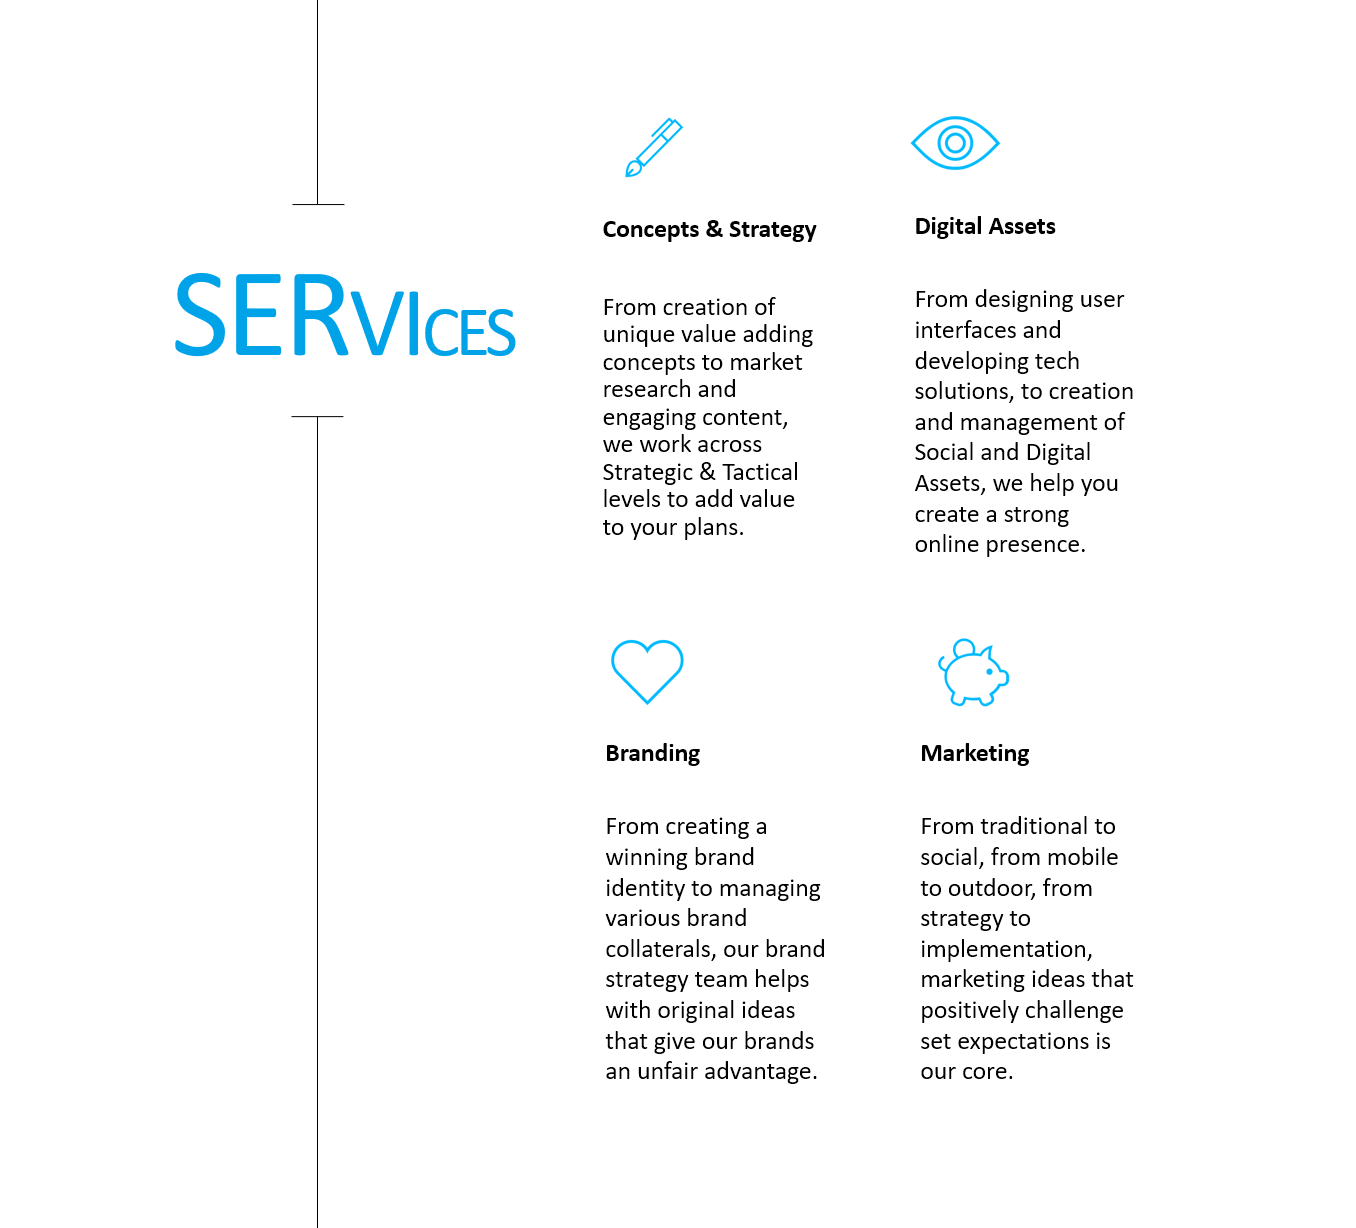 SERVICES
Concepts & Strategy
From creation of
unique value adding
concepts to market
research and
engaging content,
we work across
Strategic & Tactical
levels to add value
to your plans.
Digital Assets
From designing user
interfaces and
developing tech
solutions, to creation
and management of
Social and Digital
Assets, we help you
create a strong
online presence.
Branding
From creating a
winning brand
identity to managing
various brand
collaterals, our brand
strategy team helps
with original ideas
that give our brands
an unfair advantage.
Marketing
From traditional to
social, from mobile
to outdoor, from
strategy to
implementation,
marketing ideas that
positively challenge
set expectations is
our core.